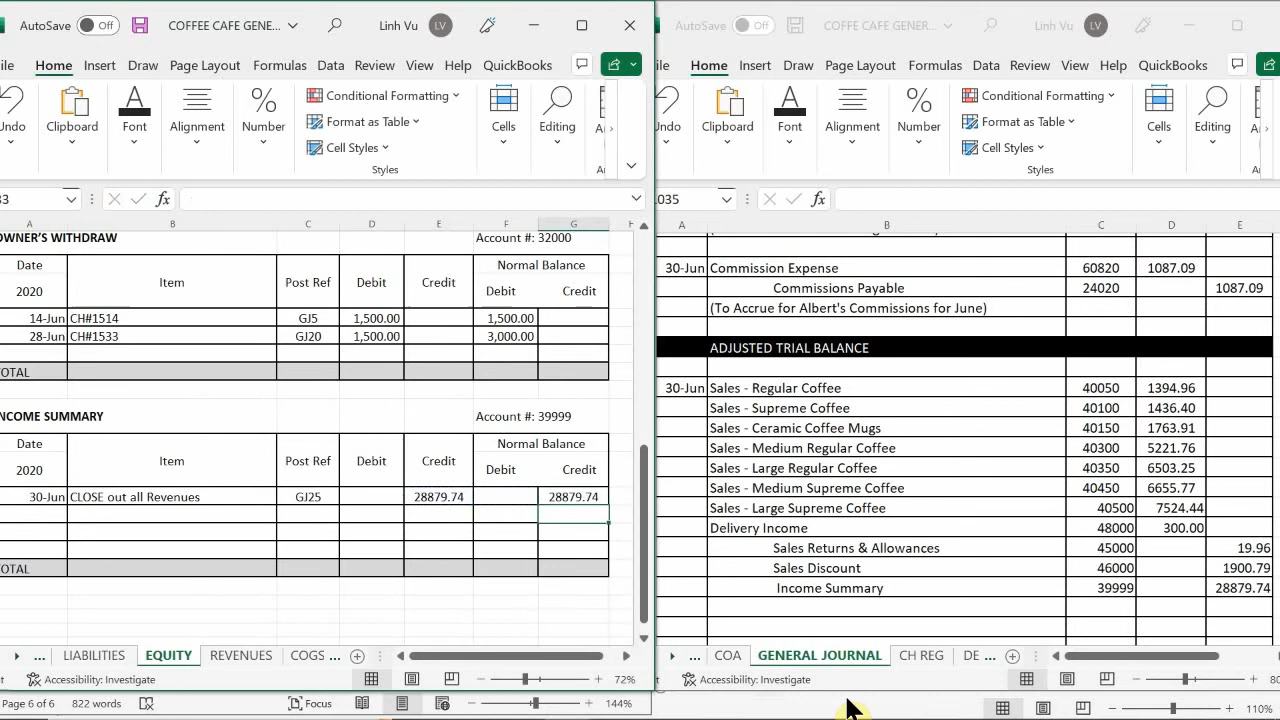 AutoSave Off COFFEE CAFE GENER... Linh Vu LV
File Home Insert Draw Page Layout Formulas Data Review View Help QuickBooks
Undo Clipboard Font Alignment Number Conditional Formatting Format as Table Cell Styles Styles Cells Editing
fx
A B C D E F G
OWNER'S WITHDRAW Account #: 32000
Date Item Post Ref Debit Credit Normal Balance
2020 Debit Credit
14-Jun CH#1514 GJ5 1,500.00 1,500.00
28-Jun CH#1533 GJ20 1,500.00 3,000.00
TOTAL
INCOME SUMMARY Account #: 39999
Date Item Post Ref Debit Credit Normal Balance
2020 Debit Credit
30-Jun CLOSE out all Revenues GJ25 28879.74 28879.74
TOTAL
... LIABILITIES EQUITY REVENUES COGS ...
Accessibility: Investigate 72%
Page 6 of 6 822 words Focus 144%
AutoSave Off COFFE CAFE GENER... Linh Vu LV
Home Insert Draw Page Layout Formulas Data Review View Help QuickBooks
Undo Clipboard Font Alignment Number Conditional Formatting Format as Table Cell Styles Styles Cells Editing
035 fx
A B C D E
30-Jun Commission Expense 60820 1087.09
Commissions Payable 24020 1087.09
(To Accrue for Albert's Commissions for June)
ADJUSTED TRIAL BALANCE
30-Jun Sales - Regular Coffee 40050 1394.96
Sales - Supreme Coffee 40100 1436.40
Sales - Ceramic Coffee Mugs 40150 1763.91
Sales - Medium Regular Coffee 40300 5221.76
Sales - Large Regular Coffee 40350 6503.25
Sales - Medium Supreme Coffee 40450 6655.77
Sales - Large Supreme Coffee 40500 7524.44
Delivery Income 48000 300.00
Sales Returns & Allowances 45000 19.96
Sales Discount 46000 1900.79
Income Summary 39999 28879.74
... COA GENERAL JOURNAL CH REG DE ...
Accessibility: Investigate 80
110%